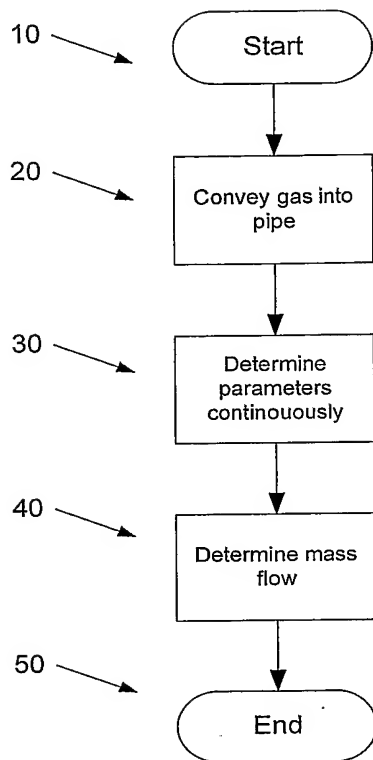 10
Start
20
Convey gas into
pipe
30
Determine
parameters
continouously
40
Determine mass
flow
50
End